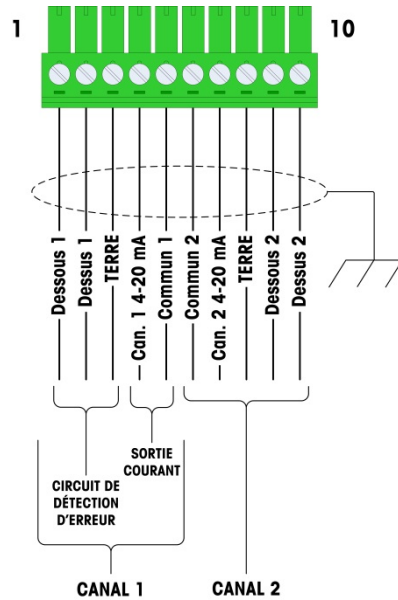 1
10
Dessous 1
Dessus 1
TERRE
Can. 1 4-20 mA
Commun 1
Commun 2
Can. 2 4-20 mA
TERRE
Dessous 2
Dessus 2
SORTIE
COURANT
CIRCUIT DE
DÉTECTION
D'ERREUR
CANAL 1
CANAL 2